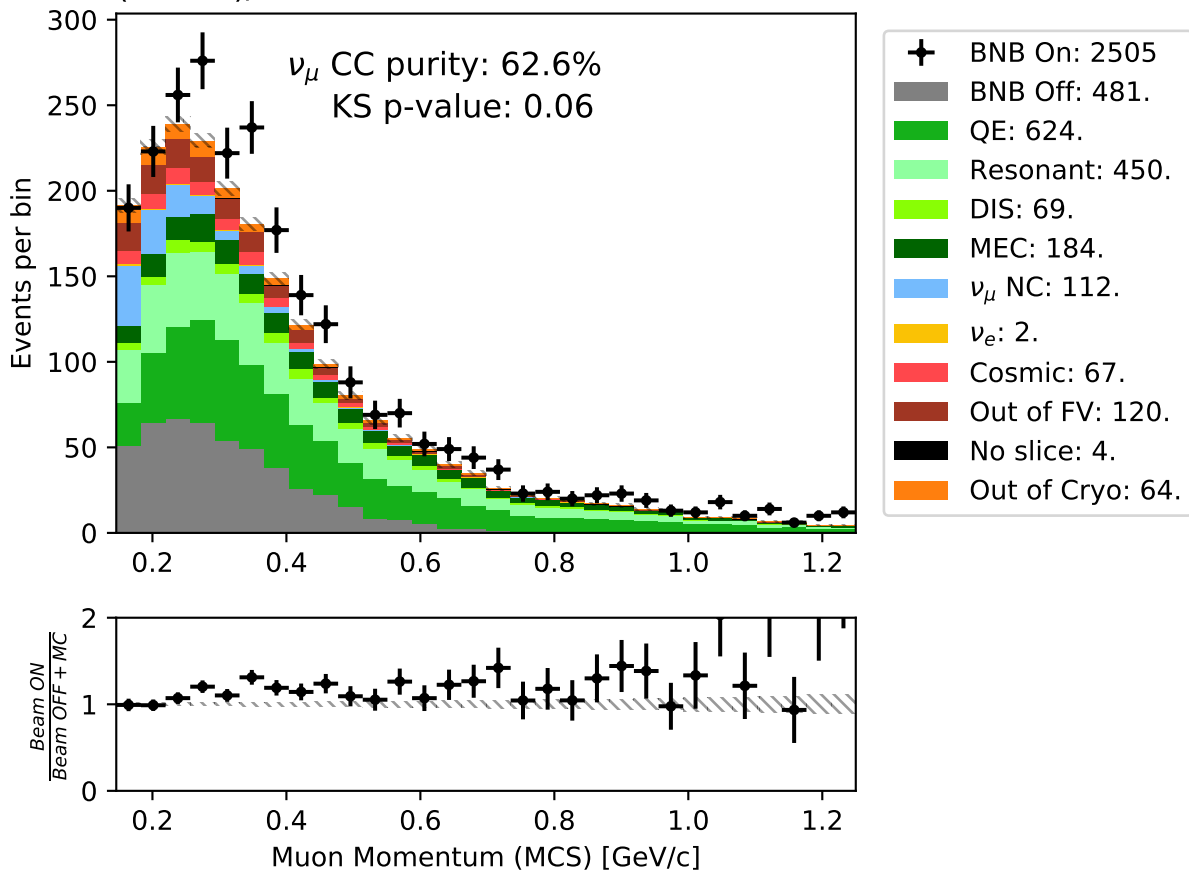 300
250
200
150
100
50
0
Events per bin
ν_μ CC purity: 62.6%
KS p-value: 0.06
0.2 0.4 0.6 0.8 1.0 1.2
BNB On: 2505
BNB Off: 481.
QE: 624.
Resonant: 450.
DIS: 69.
MEC: 184.
ν_μ NC: 112.
ν_e: 2.
Cosmic: 67.
Out of FV: 120.
No slice: 4.
Out of Cryo: 64.
2
1
0
Beam ON
Beam OFF + MC
0.2 0.4 0.6 0.8 1.0 1.2
Muon Momentum (MCS) [GeV/c]